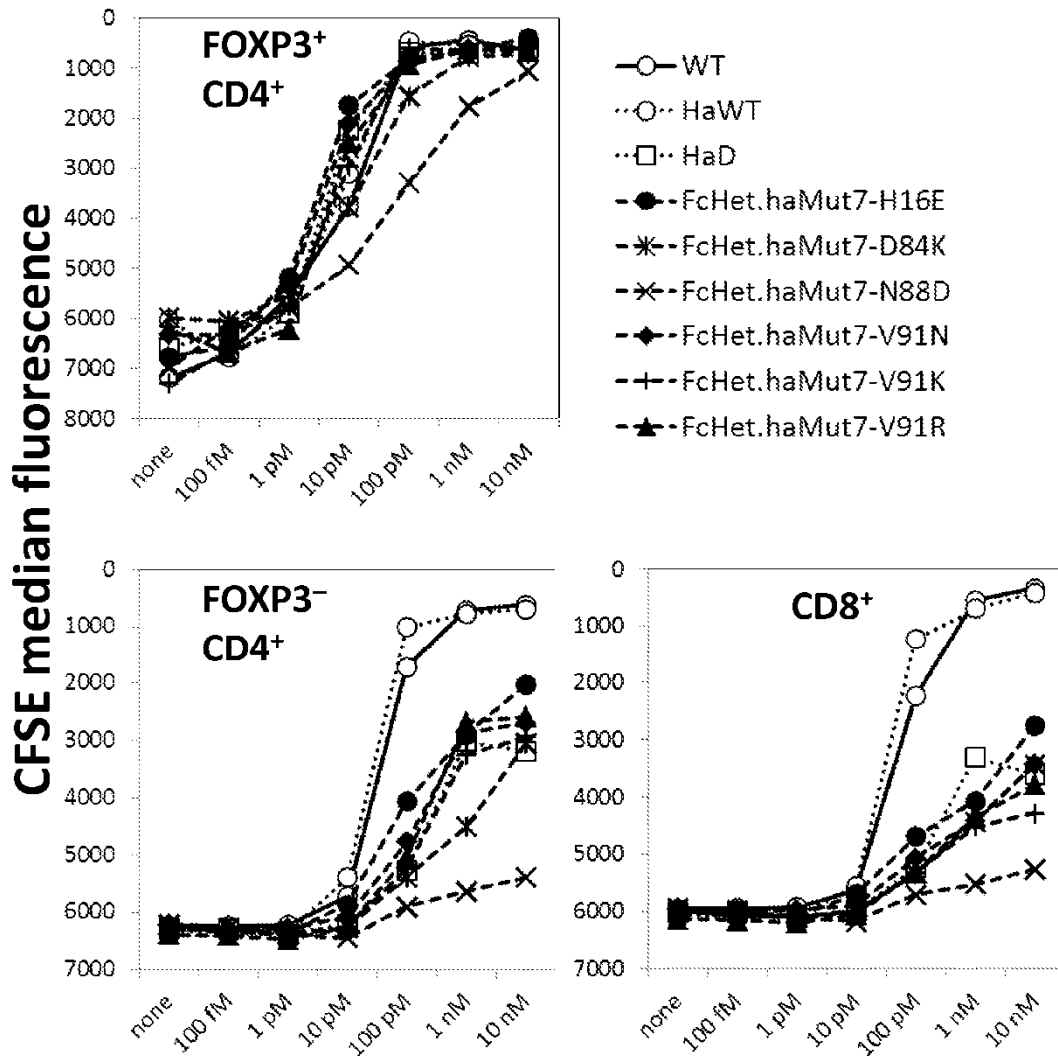 CFSE median fluorescence
0
1000
2000
3000
4000
5000
6000
7000
8000
FOXP3⁺
CD4⁺
none
100 fM
1 pM
10 pM
100 pM
1 nM
10 nM
WT
HaWT
HaD
FcHet.haMut7-H16E
FcHet.haMut7-D84K
FcHet.haMut7-N88D
FcHet.haMut7-V91N
FcHet.haMut7-V91K
FcHet.haMut7-V91R
0
1000
2000
3000
4000
5000
6000
7000
FOXP3⁻
CD4⁺
none
100 fM
1 pM
10 pM
100 pM
1 nM
10 nM
0
1000
2000
3000
4000
5000
6000
7000
CD8⁺
none
100 fM
1 pM
10 pM
100 pM
1 nM
10 nM